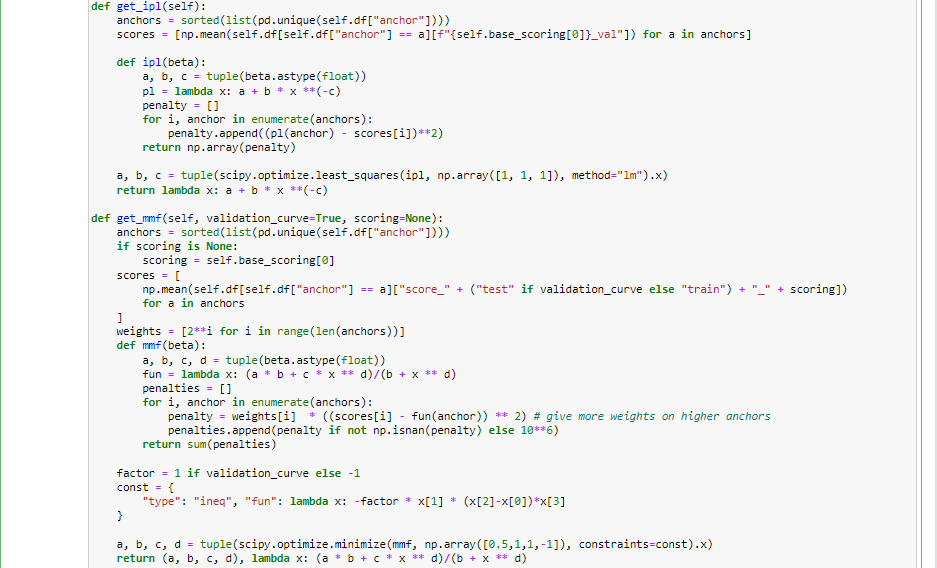 def get_ipl(self):
    anchors = sorted(list(pd.unique(self.df["anchor"])))
    scores = [np.mean(self.df[self.df["anchor"] == a][f"{self.base_scoring[0]}_val"]) for a in anchors]

    def ipl(beta):
        a, b, c = tuple(beta.astype(float))
        pl = lambda x: a + b * x **(-c)
        penalty = []
        for i, anchor in enumerate(anchors):
            penalty.append((pl(anchor) - scores[i])**2)
        return np.array(penalty)

    a, b, c = tuple(scipy.optimize.least_squares(ipl, np.array([1, 1, 1]), method="lm").x)
    return lambda x: a + b * x **(-c)

def get_mmf(self, validation_curve=True, scoring=None):
    anchors = sorted(list(pd.unique(self.df["anchor"])))
    if scoring is None:
        scoring = self.base_scoring[0]
    scores = [
        np.mean(self.df[self.df["anchor"] == a]["score_" + ("test" if validation_curve else "train") + "_" + scoring])
        for a in anchors
    ]
    weights = [2**i for i in range(len(anchors))]
    def mmf(beta):
        a, b, c, d = tuple(beta.astype(float))
        fun = lambda x: (a * b + c * x ** d)/(b + x ** d)
        penalties = []
        for i, anchor in enumerate(anchors):
            penalty = weights[i]  * ((scores[i] - fun(anchor)) ** 2) # give more weights on higher anchors
            penalties.append(penalty if not np.isnan(penalty) else 10**6)
        return sum(penalties)

    factor = 1 if validation_curve else -1
    const = {
        "type": "ineq", "fun": lambda x: -factor * x[1] * (x[2]-x[0])*x[3]
    }

    a, b, c, d = tuple(scipy.optimize.minimize(mmf, np.array([0.5,1,1,-1]), constraints=const).x)
    return (a, b, c, d), lambda x: (a * b + c * x ** d)/(b + x ** d)